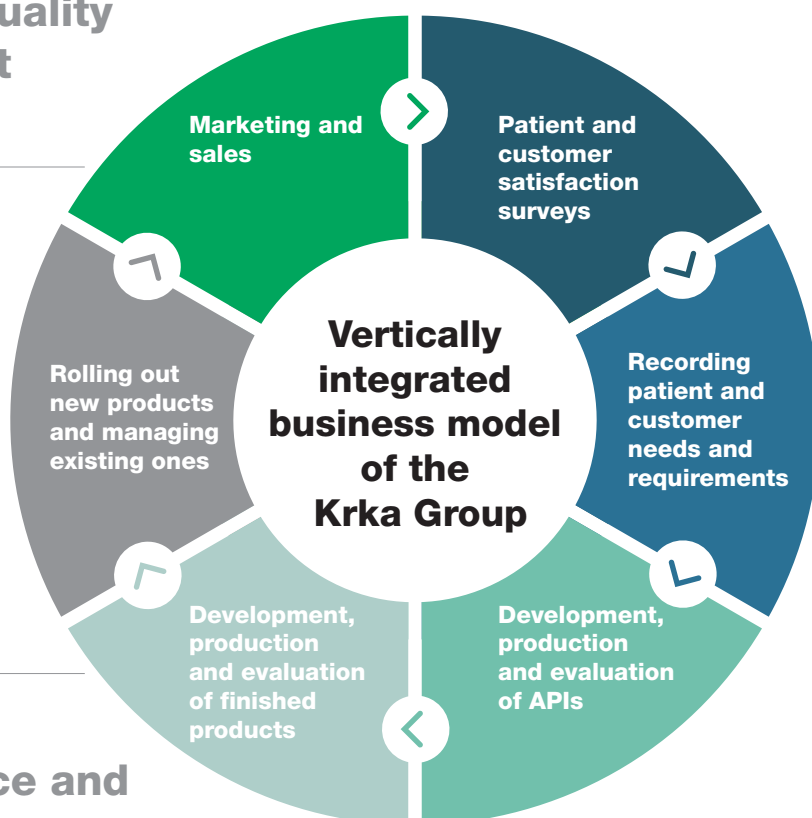 Marketing and
sales
Patient and
customer
satisfaction
surveys
Recording
patient and
customer
needs and
requirements
Development,
production
and evaluation
of APIs
Development,
production
and evaluation
of finished
products
Rolling out
new products
and managing
existing ones
Vertically
integrated
business model
of the
Krka Group
and